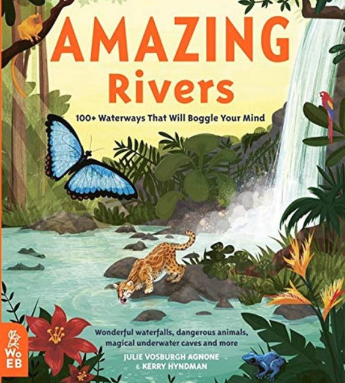 AMAZING
Rivers
100+ Waterways That Will Boggle Your Mind
Wonderful waterfalls, dangerous animals,
magical underwater caves and more
JULIE VOSBURGH AGNONE
& KERRY HYNDMAN
W
EB